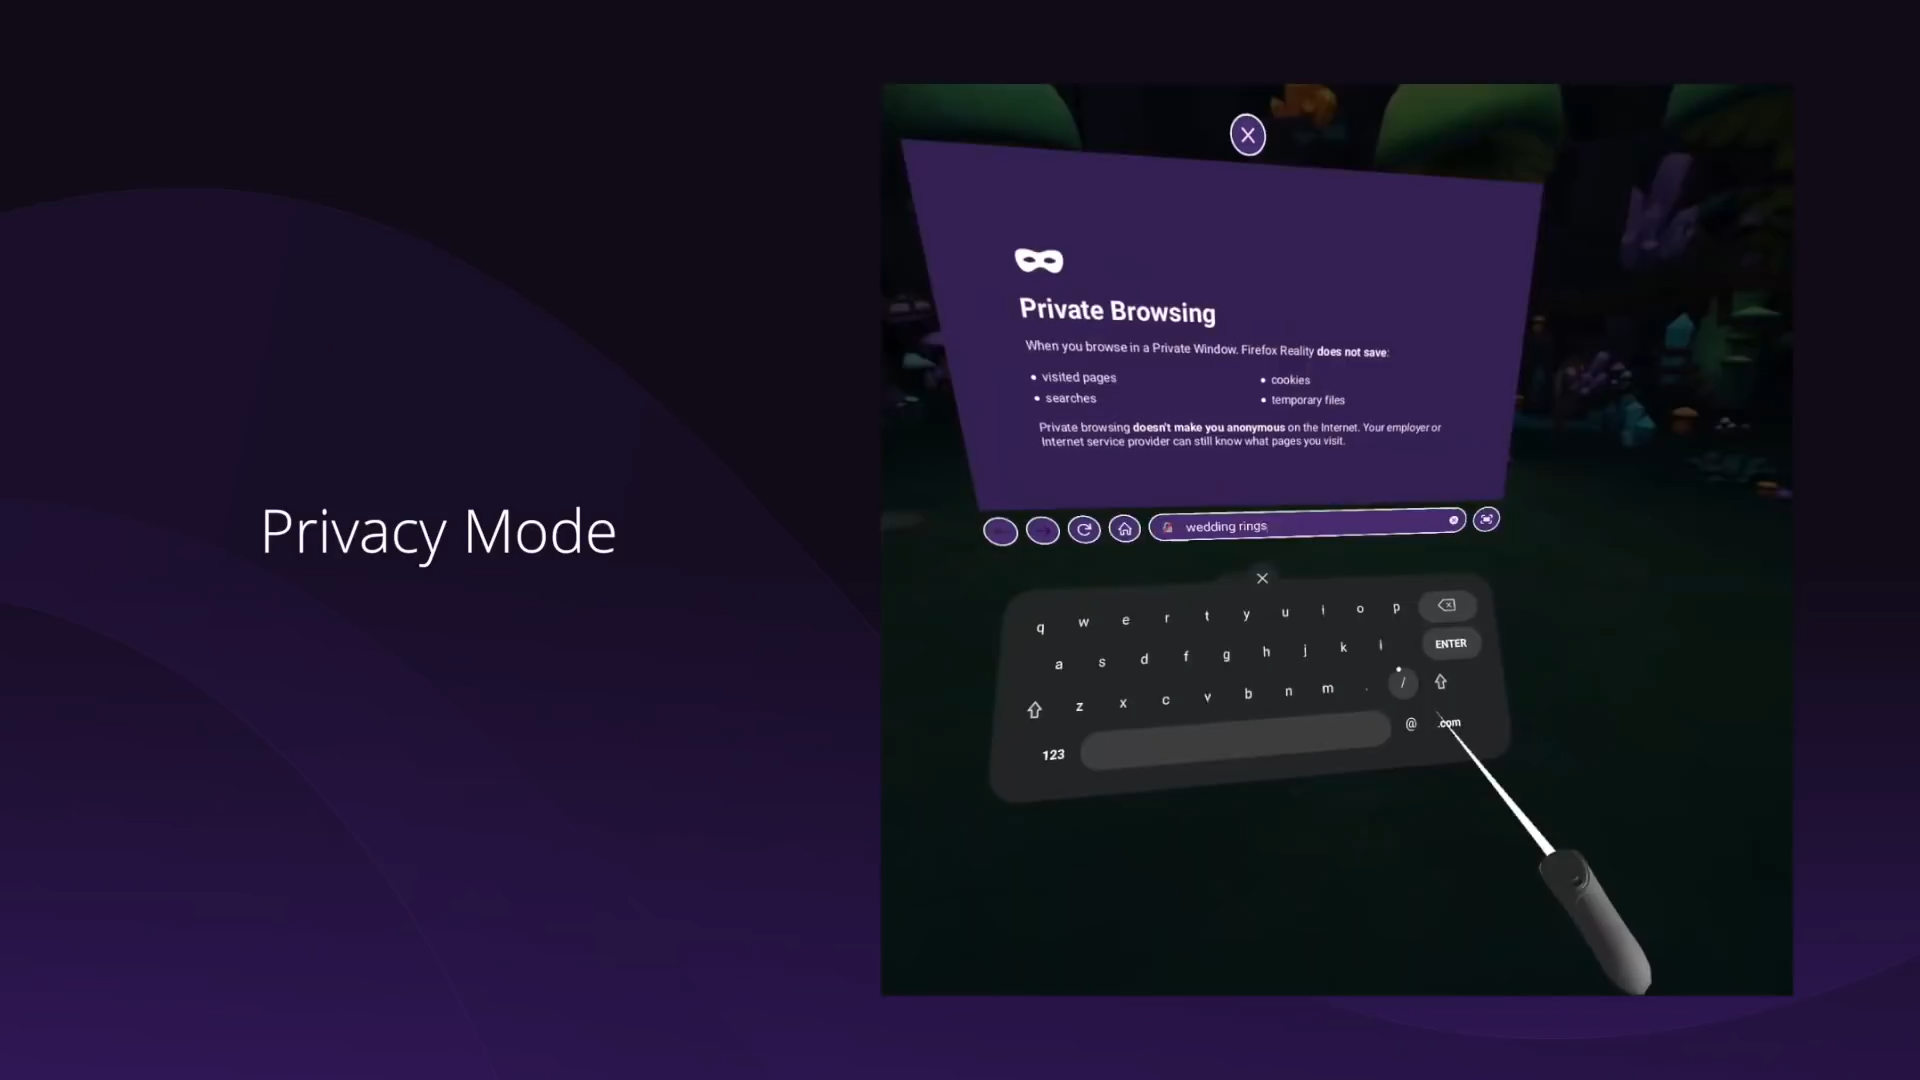 Privacy Mode
Private Browsing
When you browse in a Private Window. Firefox Reality does not save:
• visited pages
• cookies
• searches
• temporary files
Private browsing doesn't make you anonymous on the Internet. Your employer or
Internet service provider can still know what pages you visit.
wedding rings
q w e r t y u i o p
a s d f g h j k l ENTER
z x c v b n m . /
123 @ .com